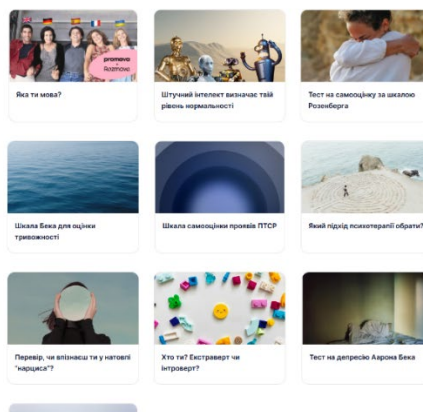 promova
×
Rozmova
Яка ти мова?
Штучний інтелект визначає твій
рівень нормальності
Тест на самооцінку за шкалою
Розенберга
Шкала Бека для оцінки
тривожності
Шкала самооцінки проявів ПТСР
Який підхід психотерапії обрати?
Перевір, чи впізнаєш ти у натовпі
"нарциса"?
Хто ти? Екстраверт чи
інтроверт?
Тест на депресію Аарона Бека